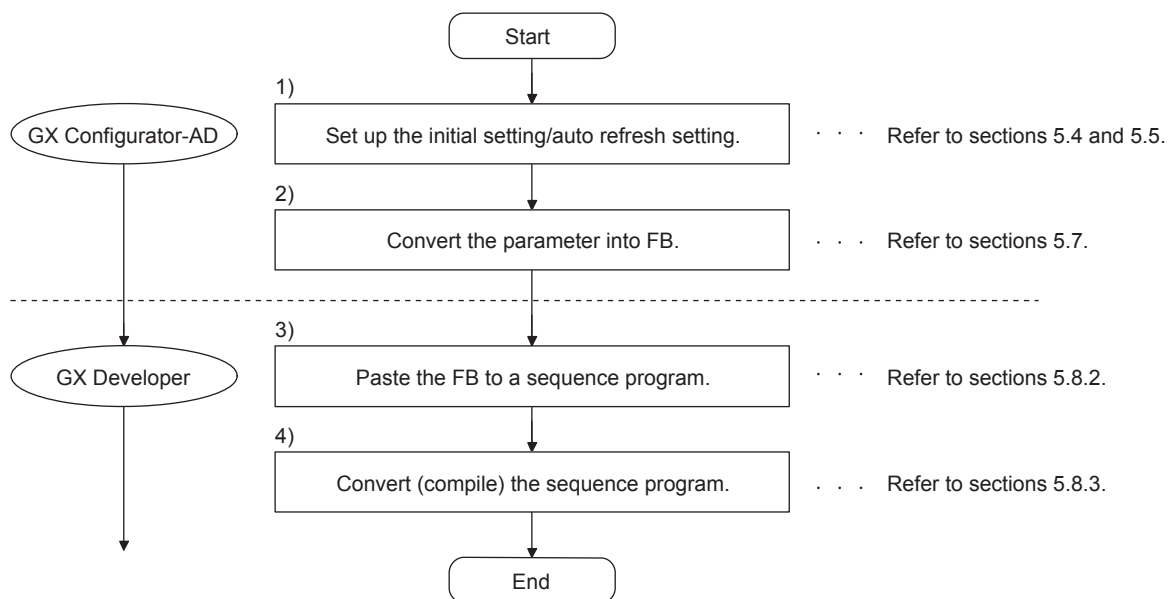 Start
1)
GX Configurator-AD
Set up the initial setting/auto refresh setting.
. . . Refer to sections 5.4 and 5.5.
2)
Convert the parameter into FB.
. . . Refer to sections 5.7.
3)
GX Developer
Paste the FB to a sequence program.
. . . Refer to sections 5.8.2.
4)
Convert (compile) the sequence program.
. . . Refer to sections 5.8.3.
End